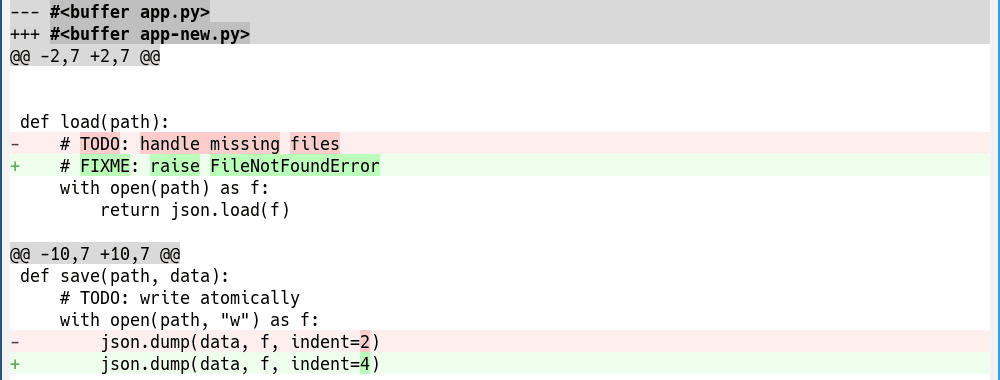 --- #<buffer app.py>
+++ #<buffer app-new.py>
@@ -2,7 +2,7 @@
 def load(path):
-    # TODO: handle missing files
+    # FIXME: raise FileNotFoundError
     with open(path) as f:
         return json.load(f)
@@ -10,7 +10,7 @@
 def save(path, data):
     # TODO: write atomically
     with open(path, "w") as f:
-        json.dump(data, f, indent=2)
+        json.dump(data, f, indent=4)